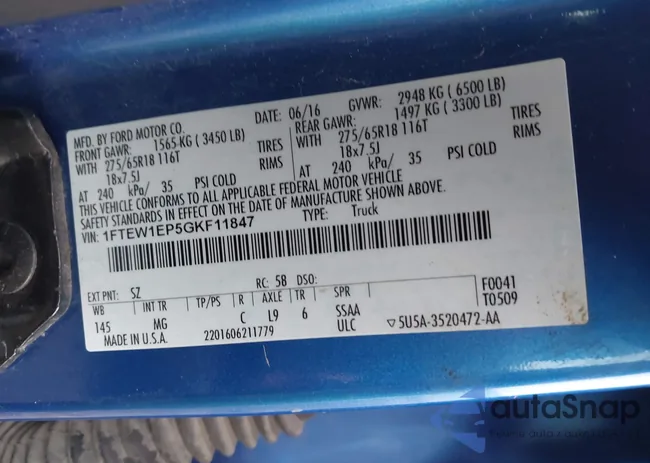 MFD. BY FORD MOTOR CO.
DATE: 06/16 GVWR: 2948 KG ( 6500 LB)
FRONT GAWR: 1565 KG ( 3450 LB) REAR GAWR: 1497 KG ( 3300 LB)
WITH 275/65R18 116T TIRES WITH 275/65R18 116T TIRES
18x7.5J RIMS 18x7.5J RIMS
AT 240 kPa/ 35 PSI COLD AT 240 kPa/ 35 PSI COLD
THIS VEHICLE CONFORMS TO ALL APPLICABLE FEDERAL MOTOR VEHICLE
SAFETY STANDARDS IN EFFECT ON THE DATE OF MANUFACTURE SHOWN ABOVE.
VIN: 1FTEW1EP5GKF11847 TYPE: Truck
EXT PNT: SZ RC: 58 DSO: F0041
WB INT TR TP/PS R AXLE TR SPR T0509
145 MG C L9 6 SSAA
MADE IN U.S.A. 2201606211779 ULC ▽5U5A-3520472-AA
autaSnap